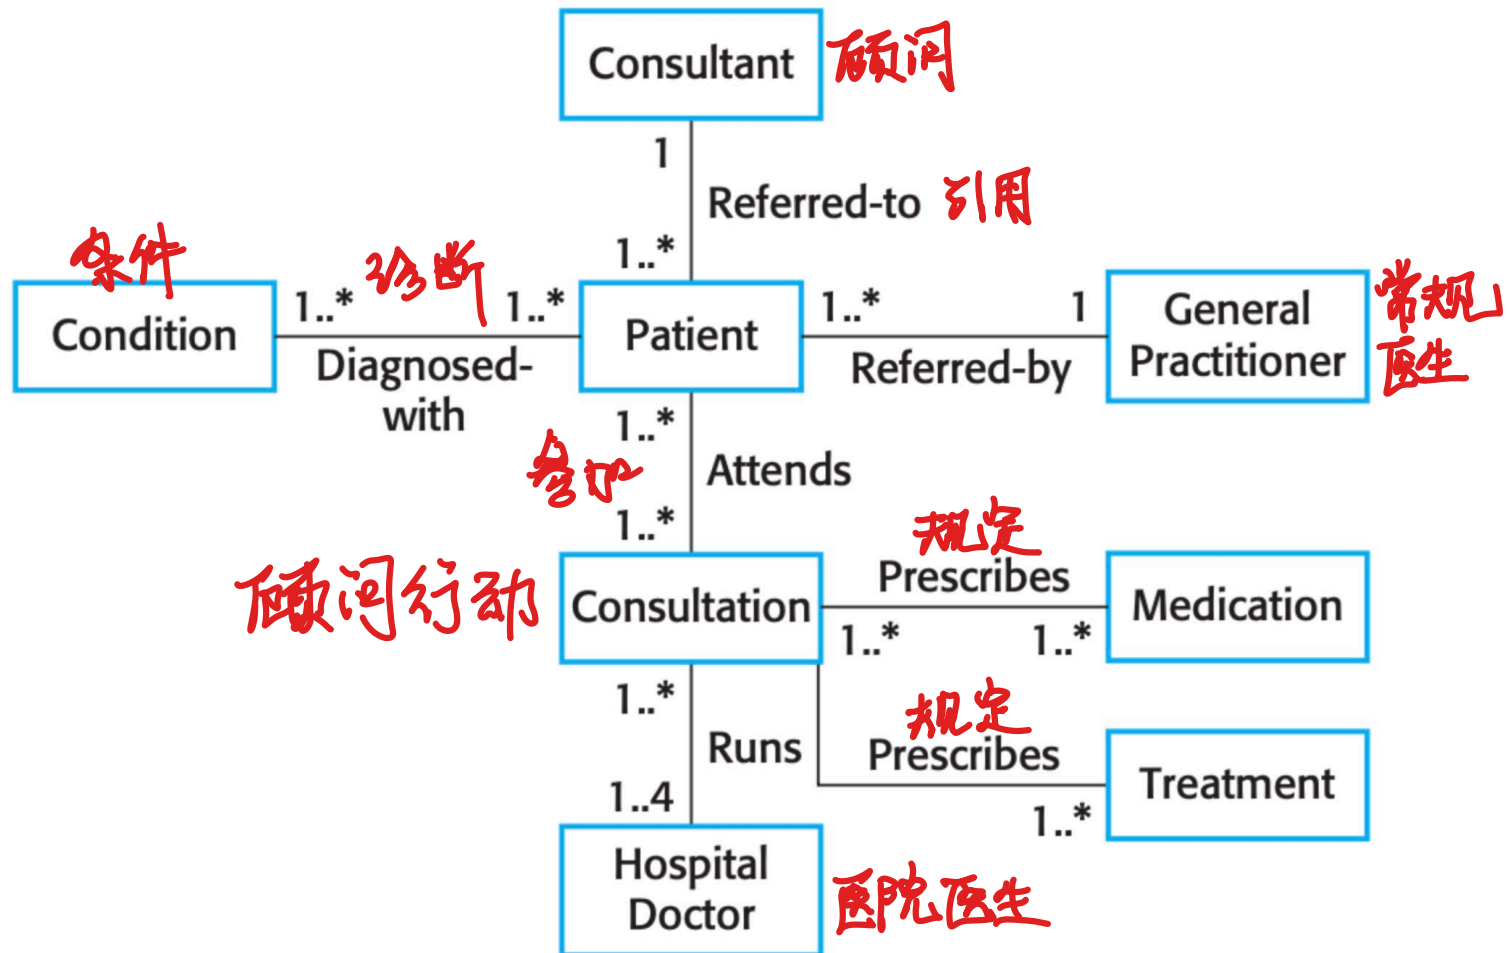 Consultant 顾问
1
Referred-to 引用
1..*
条件
诊断
Condition
1..*
1..*
Patient
1..*
1
General
Practitioner
常规
医生
Diagnosed-
with
Referred-by
1..*
参加
Attends
1..*
规定
顾问行动
Consultation
Prescribes
1..*
1..*
Medication
1..*
规定
Runs
Prescribes
Treatment
1..4
1..*
Hospital
Doctor
医院医生